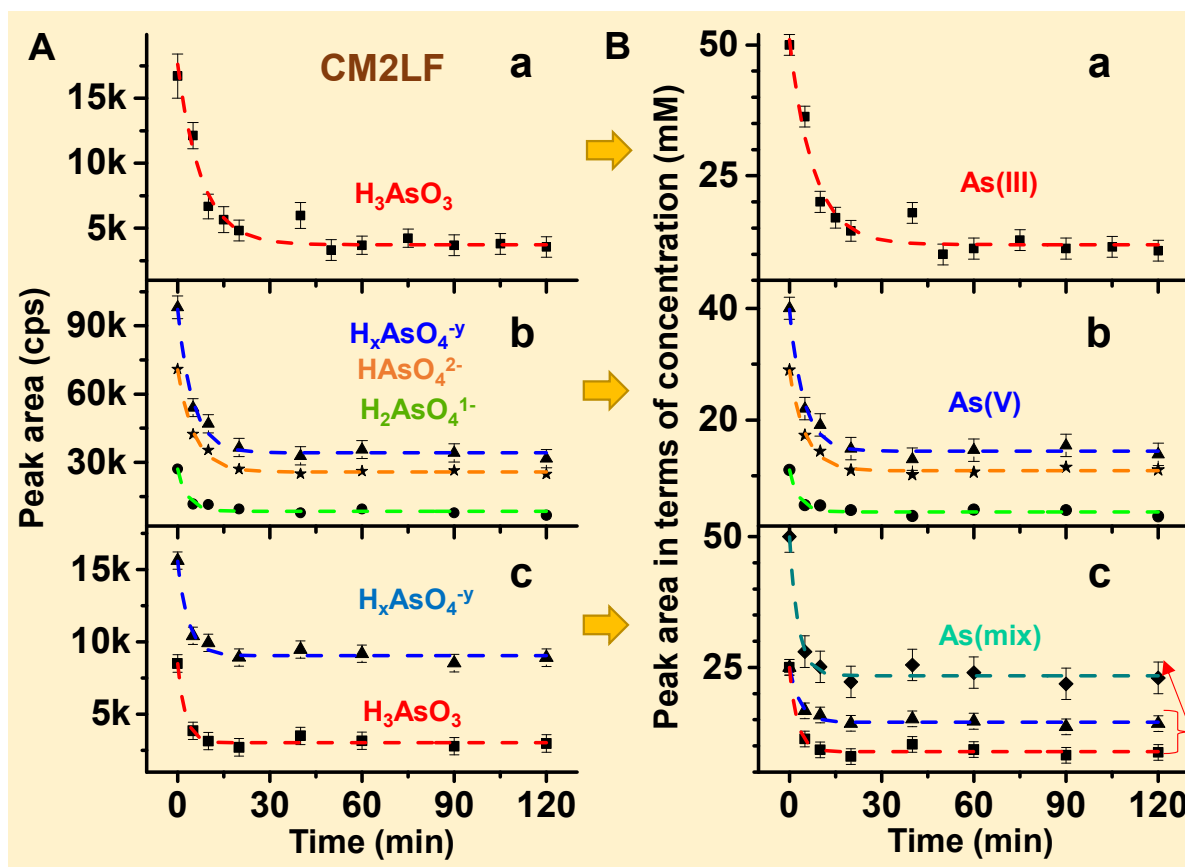 A
CM2LF
a
15k
10k
5k
H₃AsO₃
b
90k
60k
30k
HₓAsO₄⁻ʸ
HAsO₄²⁻
H₂AsO₄¹⁻
c
15k
10k
5k
HₓAsO₄⁻ʸ
H₃AsO₃
Peak area (cps)
0 30 60 90 120
Time (min)
B
a
50
25
As(III)
b
40
20
As(V)
c
50
25
As(mix)
Peak area in terms of concentration (mM)
0 30 60 90 120
Time (min)